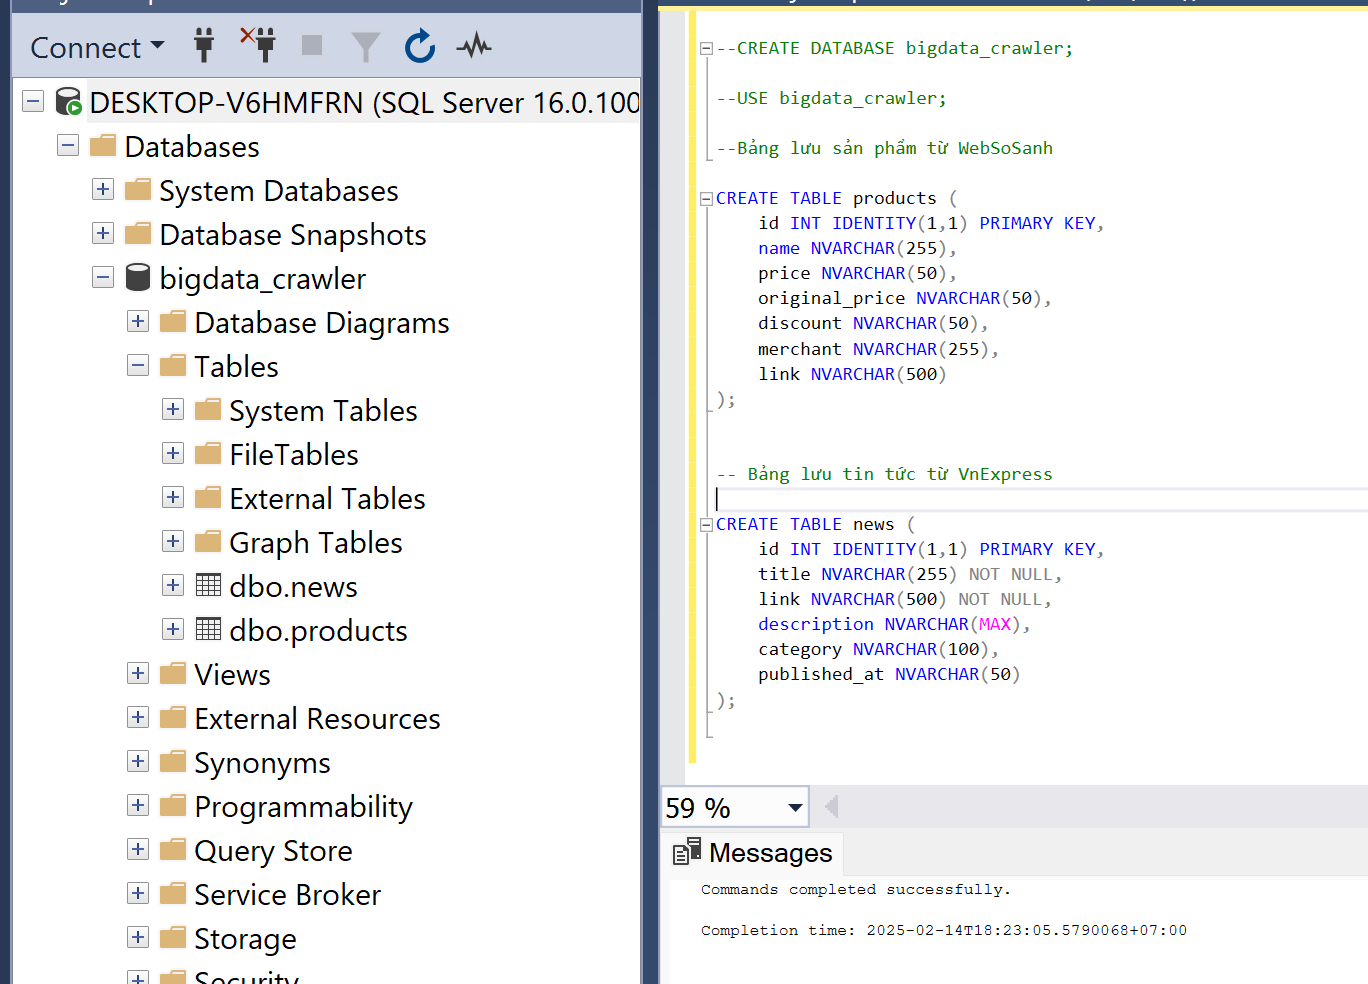 Connect
DESKTOP-V6HMFRN (SQL Server 16.0.100
Databases
System Databases
Database Snapshots
bigdata_crawler
Database Diagrams
Tables
System Tables
FileTables
External Tables
Graph Tables
dbo.news
dbo.products
Views
External Resources
Synonyms
Programmability
Query Store
Service Broker
Storage
Security
--CREATE DATABASE bigdata_crawler;
--USE bigdata_crawler;
--Bảng lưu sản phẩm từ WebSoSanh
CREATE TABLE products (
id INT IDENTITY(1,1) PRIMARY KEY,
name NVARCHAR(255),
price NVARCHAR(50),
original_price NVARCHAR(50),
discount NVARCHAR(50),
merchant NVARCHAR(255),
link NVARCHAR(500)
);
-- Bảng lưu tin tức từ VnExpress
CREATE TABLE news (
id INT IDENTITY(1,1) PRIMARY KEY,
title NVARCHAR(255) NOT NULL,
link NVARCHAR(500) NOT NULL,
description NVARCHAR(MAX),
category NVARCHAR(100),
published_at NVARCHAR(50)
);
59 %
Messages
Commands completed successfully.
Completion time: 2025-02-14T18:23:05.5790068+07:00